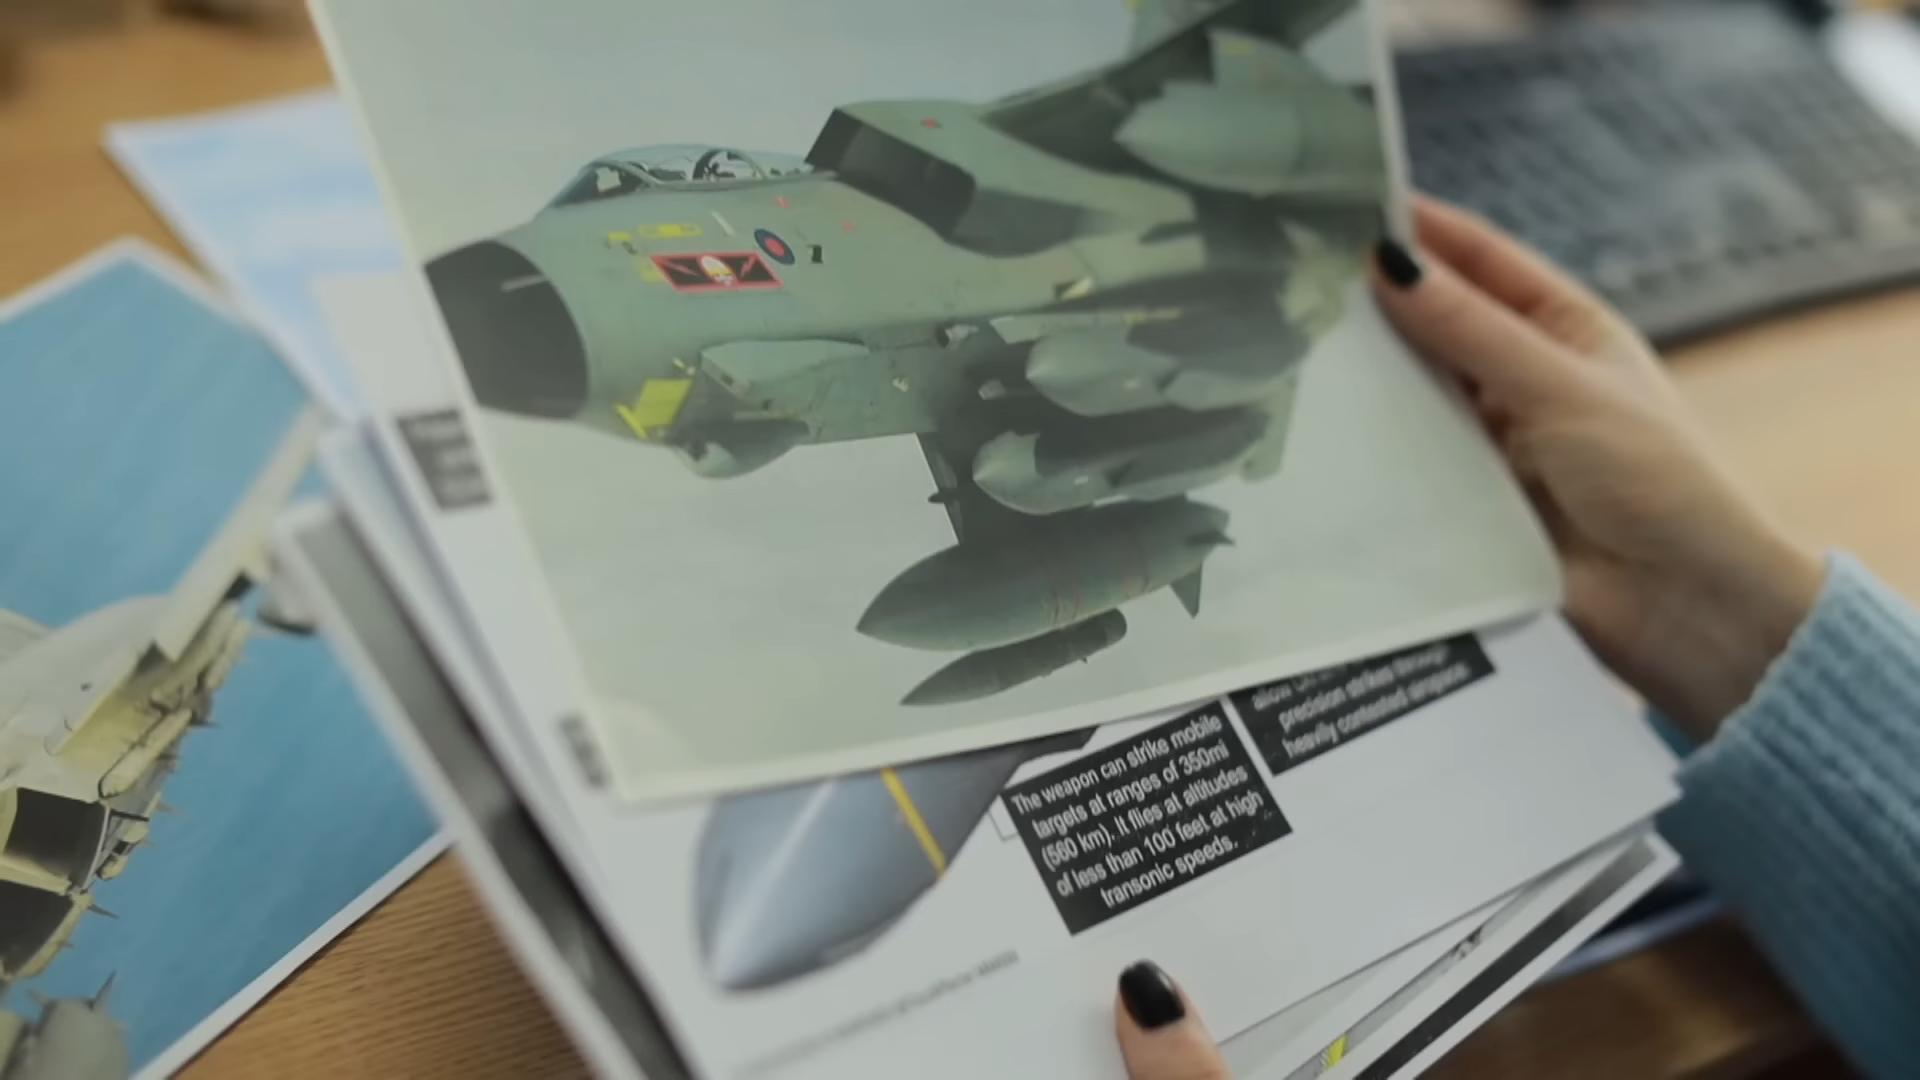 precision strikes through
heavily contested airspace.
The weapon can strike mobile
targets at ranges of 350mi
(560 km). It flies at altitudes
of less than 100 feet at high
transonic speeds.